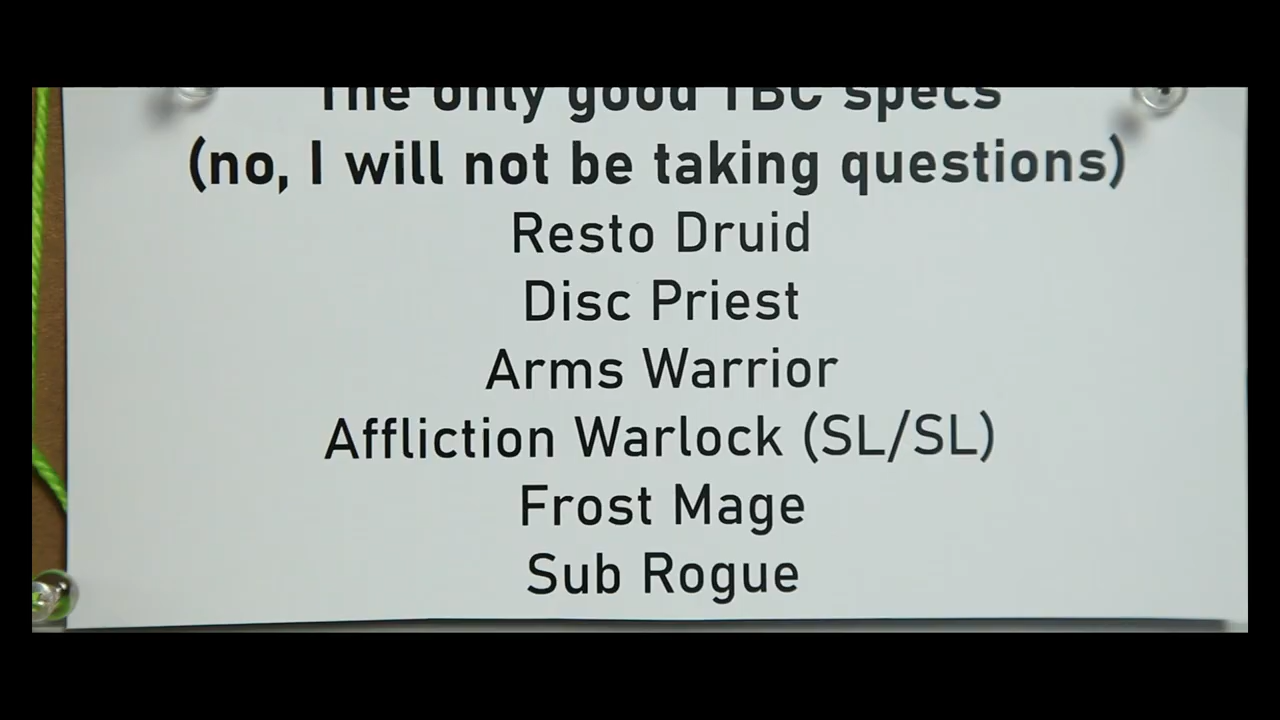 The only good TBC specs
(no, I will not be taking questions)
Resto Druid
Disc Priest
Arms Warrior
Affliction Warlock (SL/SL)
Frost Mage
Sub Rogue